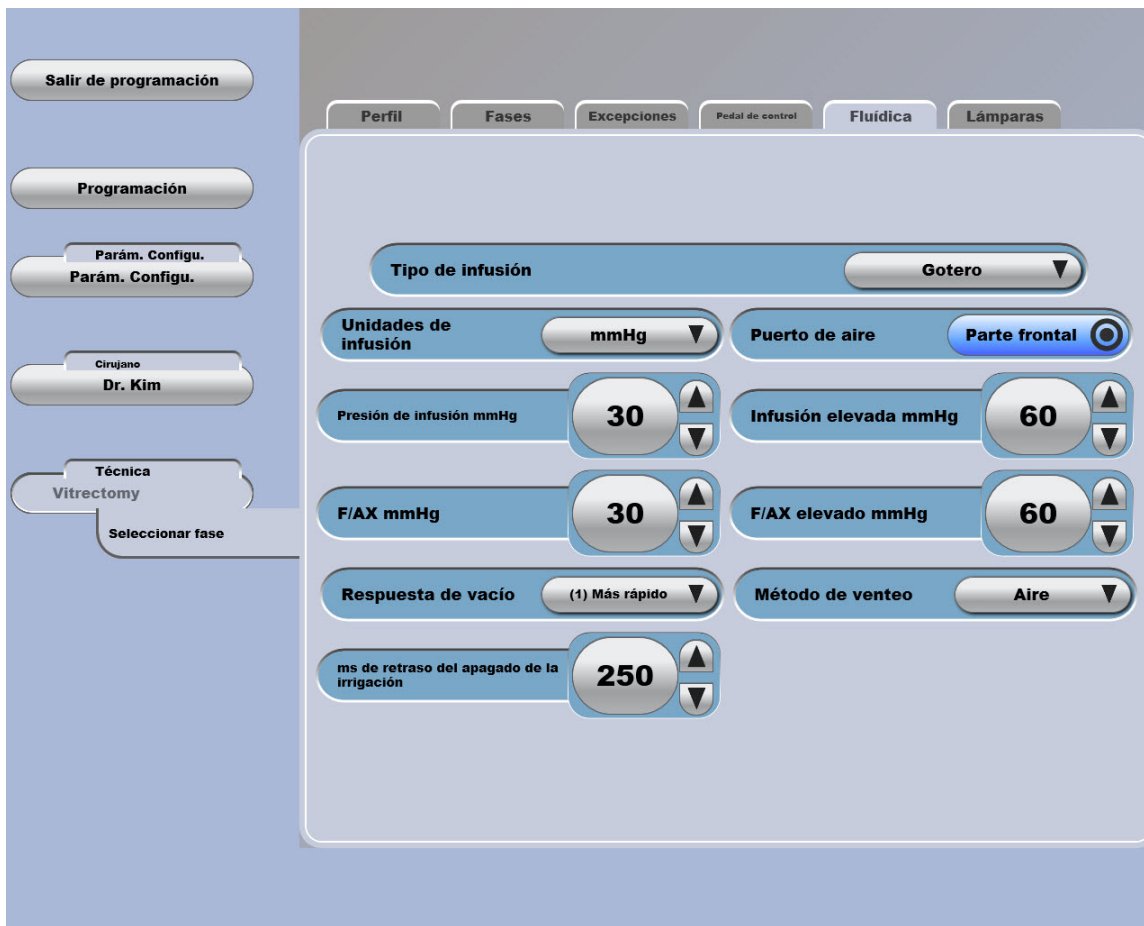 Salir de programación
Programación
Parám. Configu.
Parám. Configu.
Cirujano
Dr. Kim
Técnica
Vitrectomy
Seleccionar fase
Perfil
Fases
Excepciones
Pedal de control
Fluídica
Lámparas
Tipo de infusión
Gotero
Unidades de
infusión
mmHg
Puerto de aire
Parte frontal
Presión de infusión mmHg
30
Infusión elevada mmHg
60
F/AX mmHg
30
F/AX elevado mmHg
60
Respuesta de vacío
(1) Más rápido
Método de venteo
Aire
ms de retraso del apagado de la
irrigación
250